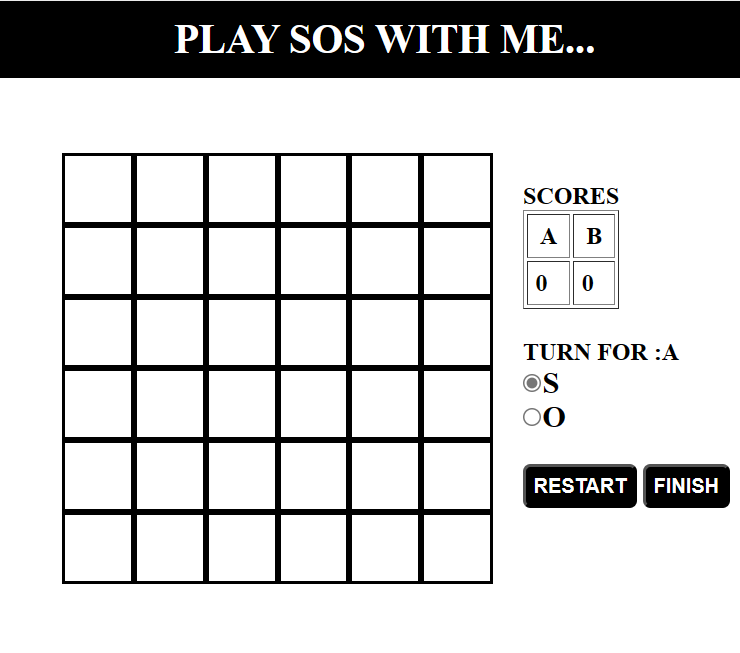 PLAY SOS WITH ME...
SCORES
A B
0 0
TURN FOR :A
S
O
RESTART FINISH